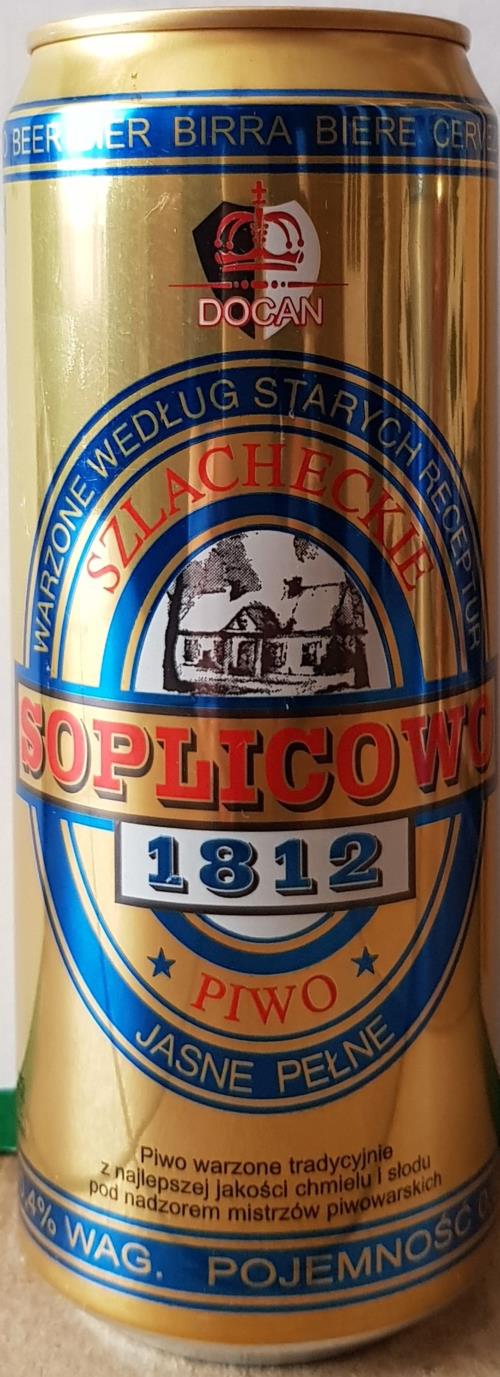 BEER BIER BIRRA BIERE
DOCAN
WARZONE WEDŁUG STARYCH RECEPTUR
SZLACHECKIE
SOPLICOWO
1812
PIWO
JASNE PEŁNE
Piwo warzone tradycyjnie
z najlepszej jakości chmielu i słodu
pod nadzorem mistrzów piwowarskich
,4% WAG. POJEMNOŚĆ